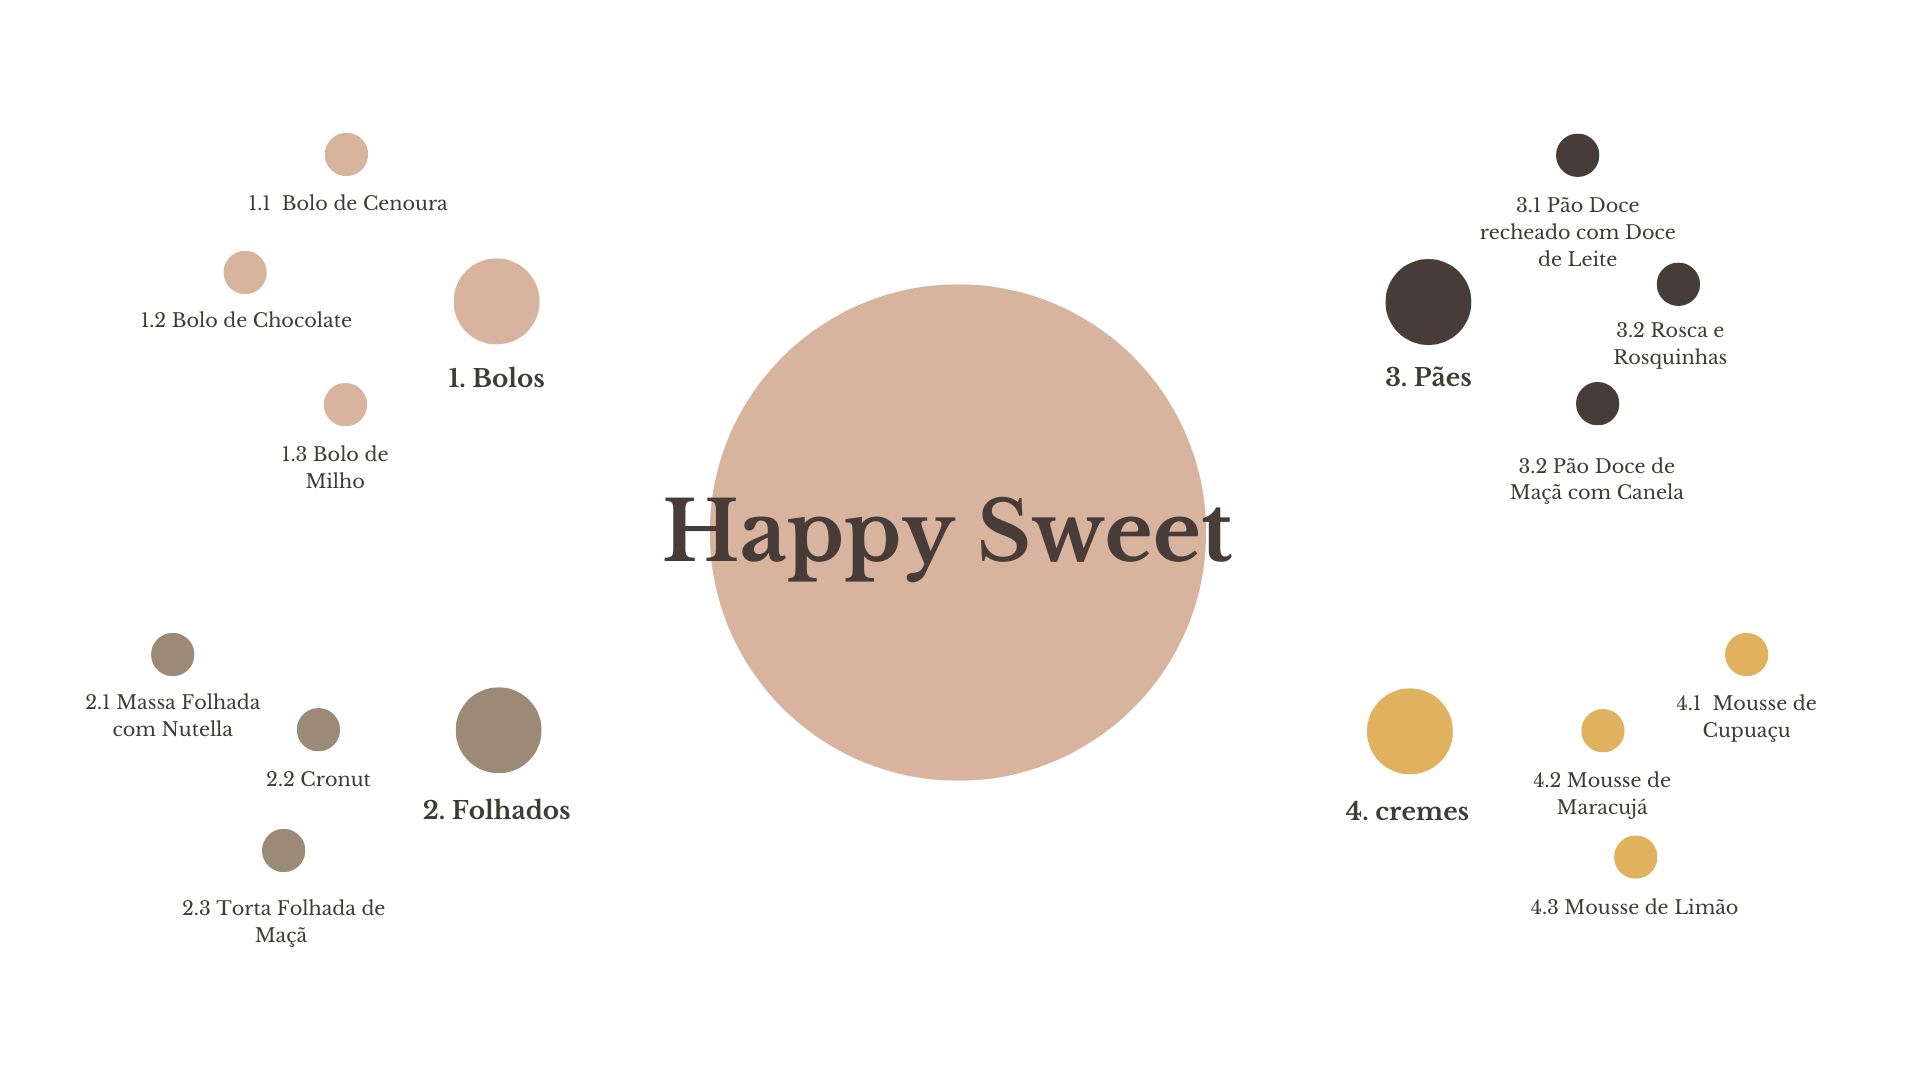 Happy Sweet
1. Bolos
1.1  Bolo de Cenoura
1.2 Bolo de Chocolate
1.3 Bolo de
Milho
2. Folhados
2.1 Massa Folhada
com Nutella
2.2 Cronut
2.3 Torta Folhada de
Maçã
3. Pães
3.1 Pão Doce
recheado com Doce
de Leite
3.2 Rosca e
Rosquinhas
3.2 Pão Doce de
Maçã com Canela
4. cremes
4.1  Mousse de
Cupuaçu
4.2 Mousse de
Maracujá
4.3 Mousse de Limão